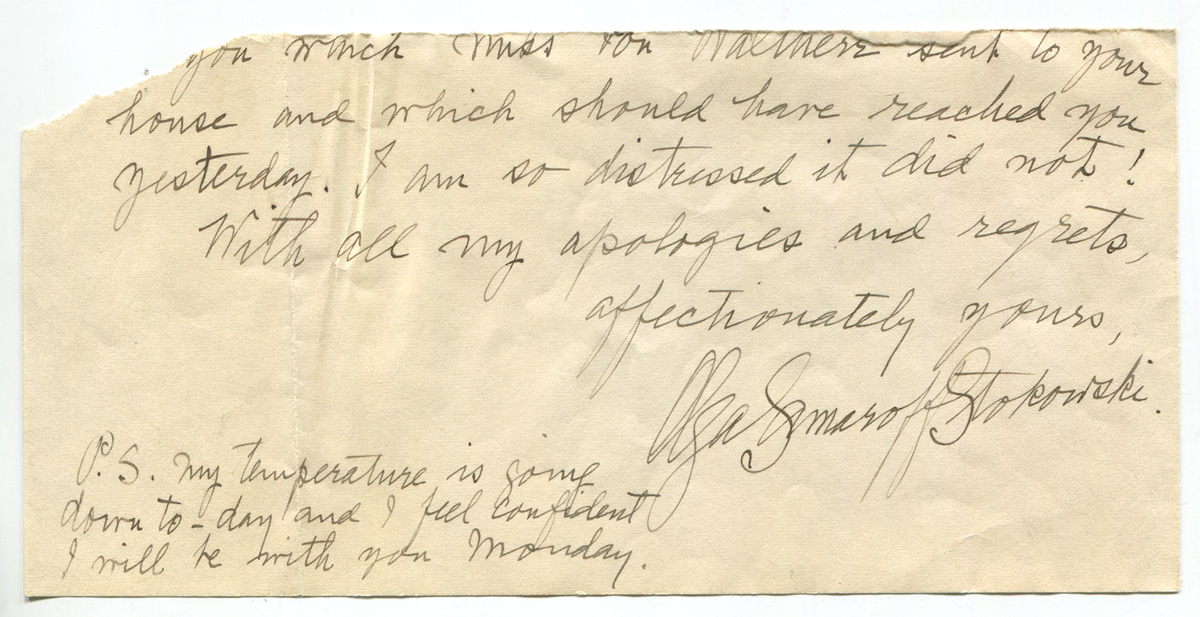 you which Miss von Waltherr sent to your
house and which should have reached you
yesterday. I am so distressed it did not!
With all my apologies and regrets,
affectionately yours,
Olga Samaroff Stokowski.
P.S. My temperature is going
down to-day and I feel confident
I will be with you Monday.